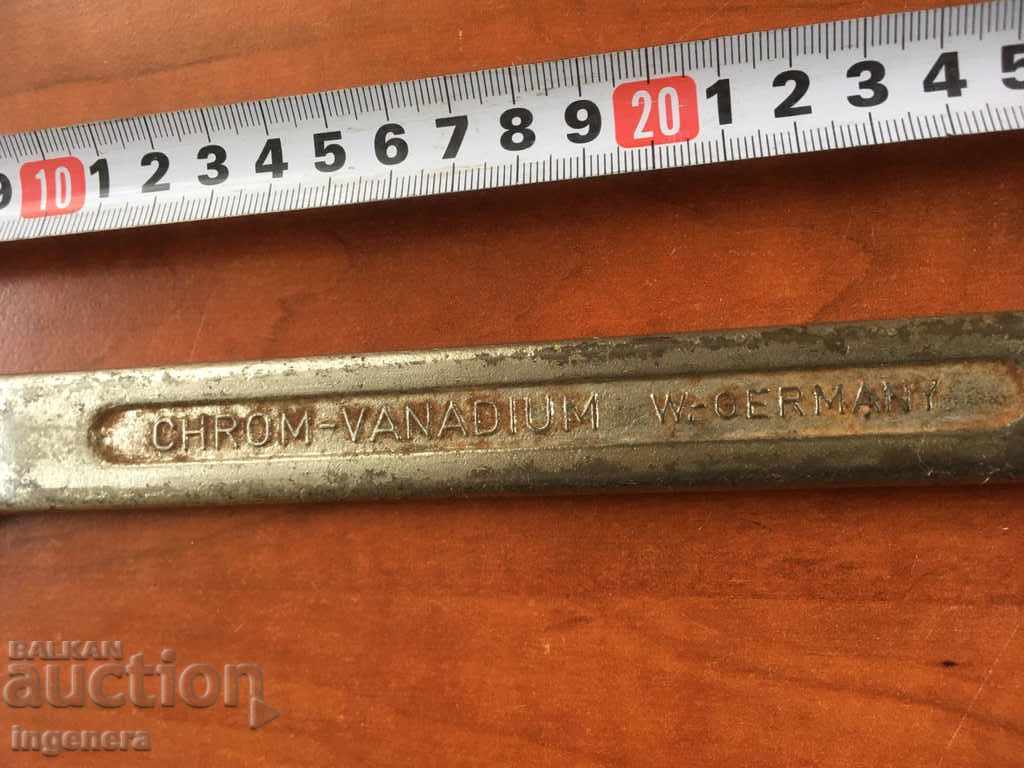 9 10 1 2 3 4 5 6 7 8 9 20 1 2 3 4 5
CHROM-VANADIUM W.-GERMANY
BALKAN
auction
ingenera